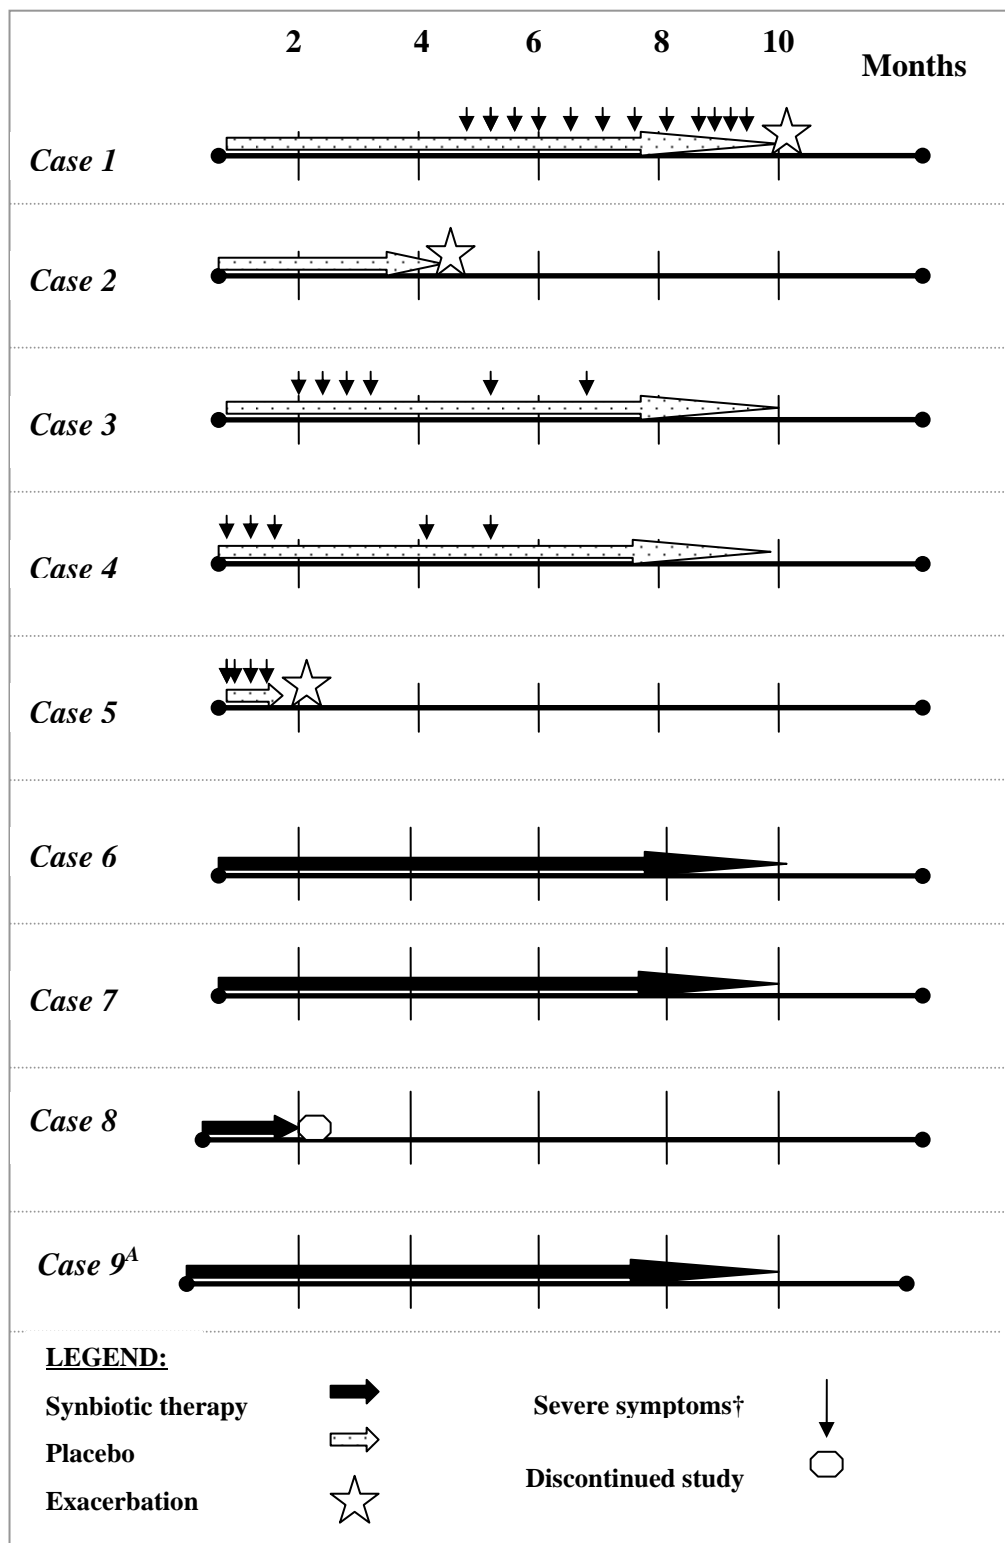 2 4 6 8 10
Months
Case 1
Case 2
Case 3
Case 4
Case 5
Case 6
Case 7
Case 8
Case 9A
LEGEND:
Synbiotic therapy
Severe symptoms†
Placebo
Discontinued study
Exacerbation